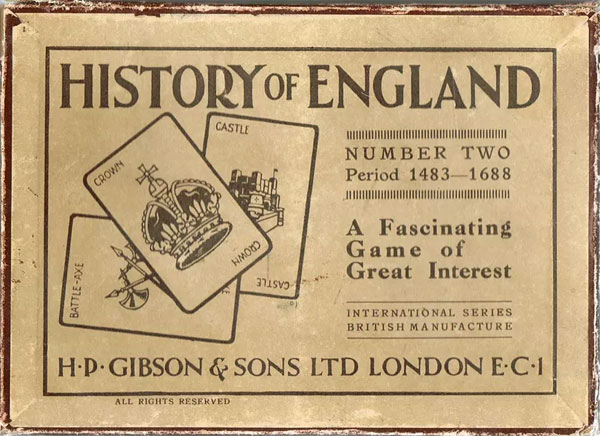 HISTORY OF ENGLAND
CASTLE
CROWN
NUMBER TWO
Period 1483—1688
A Fascinating
Game of
Great Interest
CROWN
CASTLE
BATTLE-AXE
INTERNATIONAL SERIES
BRITISH MANUFACTURE
H·P·GIBSON & SONS LTD LONDON E·C·1
ALL RIGHTS RESERVED